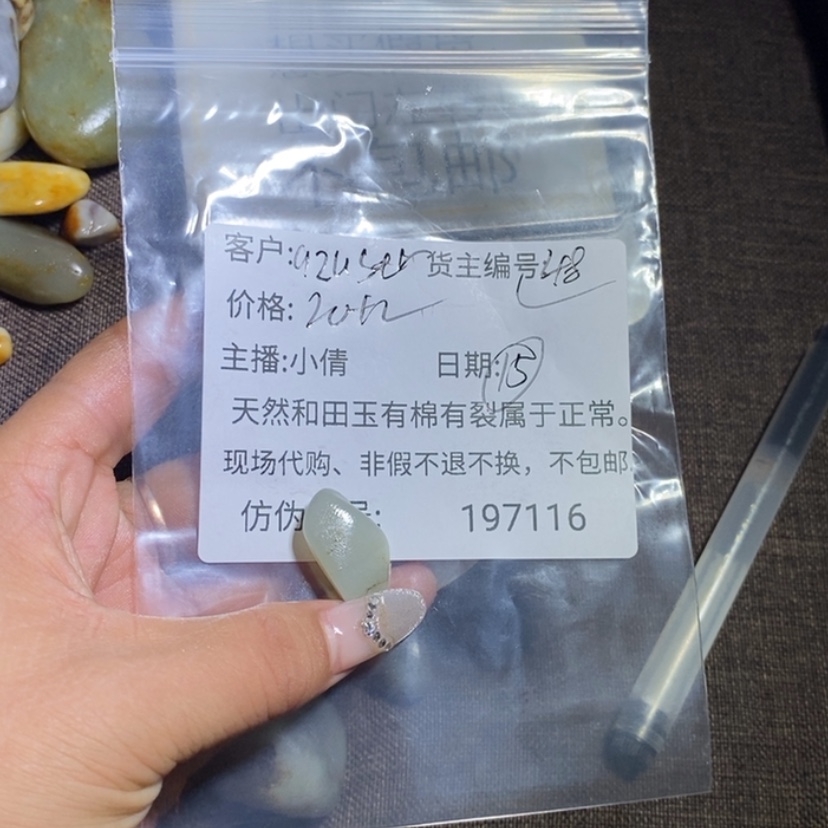 客户: 货主编号:
价格:
主播:小倩 日期:15
天然和田玉有棉有裂属于正常。
现场代购、非假不退不换，不包邮
仿伪 号: 197116